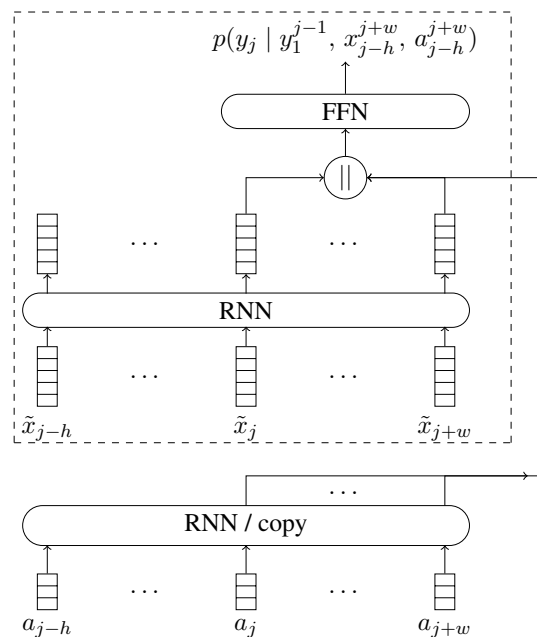 p(y_j | y_1^{j-1}, x_{j-h}^{j+w}, a_{j-h}^{j+w})
FFN
||
... ...
RNN
... ...
x̃_{j-h} x̃_j x̃_{j+w}
...
RNN / copy
... ...
a_{j-h} a_j a_{j+w}